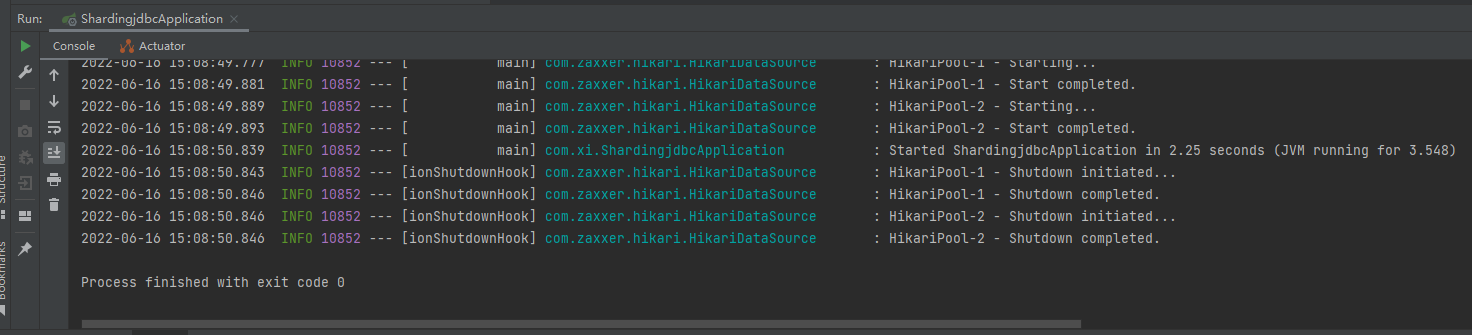 Run: ShardingjdbcApplication ×
Console Actuator
2022-06-16 15:08:49.777  INFO 10852 --- [           main] com.zaxxer.hikari.HikariDataSource       : HikariPool-1 - Starting...
2022-06-16 15:08:49.881  INFO 10852 --- [           main] com.zaxxer.hikari.HikariDataSource       : HikariPool-1 - Start completed.
2022-06-16 15:08:49.889  INFO 10852 --- [           main] com.zaxxer.hikari.HikariDataSource       : HikariPool-2 - Starting...
2022-06-16 15:08:49.893  INFO 10852 --- [           main] com.zaxxer.hikari.HikariDataSource       : HikariPool-2 - Start completed.
2022-06-16 15:08:50.839  INFO 10852 --- [           main] com.xi.ShardingjdbcApplication           : Started ShardingjdbcApplication in 2.25 seconds (JVM running for 3.548)
2022-06-16 15:08:50.843  INFO 10852 --- [ionShutdownHook] com.zaxxer.hikari.HikariDataSource       : HikariPool-1 - Shutdown initiated...
2022-06-16 15:08:50.846  INFO 10852 --- [ionShutdownHook] com.zaxxer.hikari.HikariDataSource       : HikariPool-1 - Shutdown completed.
2022-06-16 15:08:50.846  INFO 10852 --- [ionShutdownHook] com.zaxxer.hikari.HikariDataSource       : HikariPool-2 - Shutdown initiated...
2022-06-16 15:08:50.846  INFO 10852 --- [ionShutdownHook] com.zaxxer.hikari.HikariDataSource       : HikariPool-2 - Shutdown completed.
Process finished with exit code 0
Structure
Bookmarks